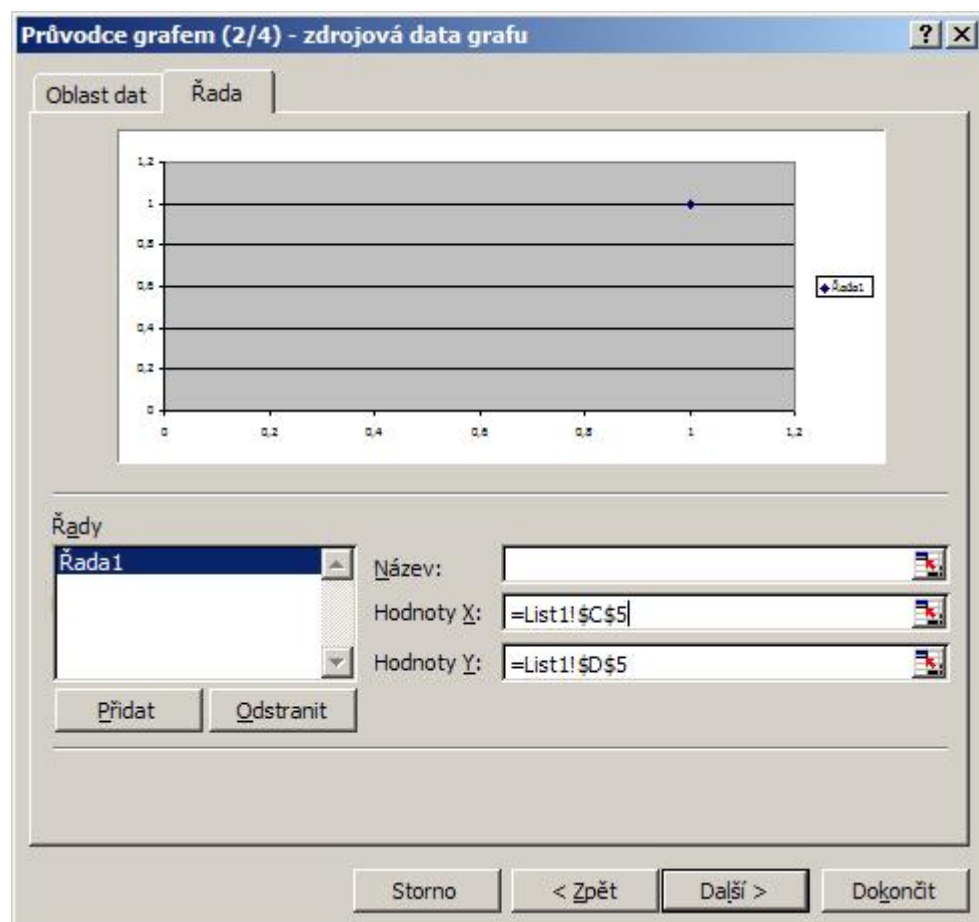 Průvodce grafem (2/4) - zdrojová data grafu
Oblast dat
Řada
1,2
1
0,8
0,6
0,4
0,2
0
0
0,2
0,4
0,6
0,8
1
1,2
Řada1
Řady
Řada1
Název:
Hodnoty X: =List1!$C$5
Hodnoty Y: =List1!$D$5
Přidat
Odstranit
Storno
< Zpět
Další >
Dokončit